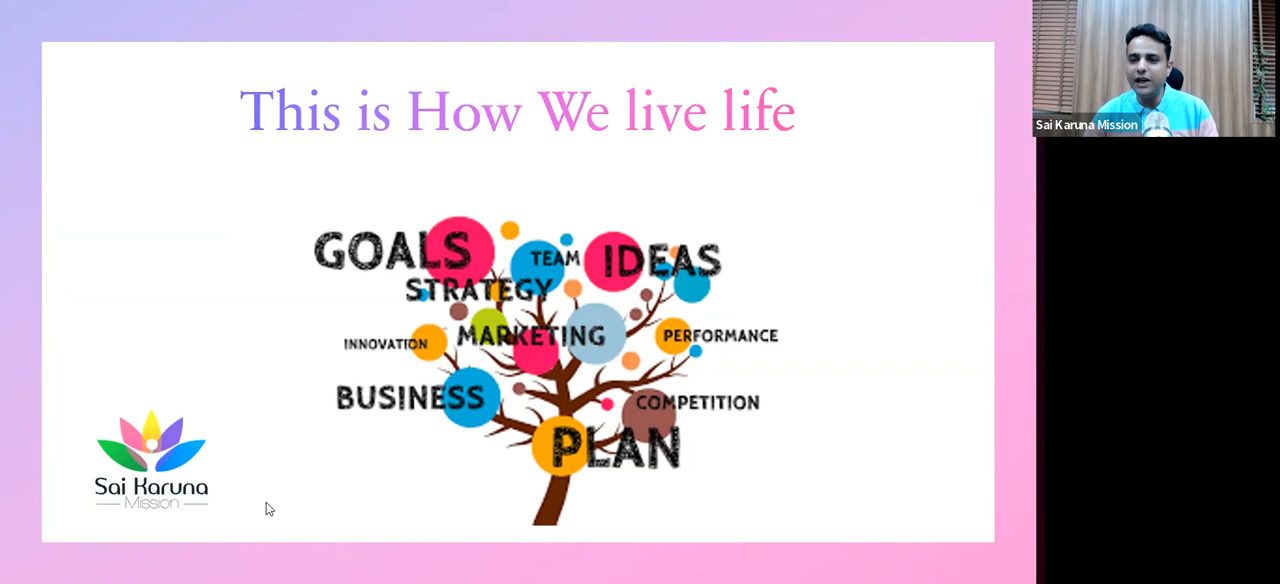 This is How We live life
GOALS
TEAM
IDEAS
STRATEGY
INNOVATION
MARKETING
PERFORMANCE
BUSINESS
COMPETITION
PLAN
Sai Karuna
Mission
Sai Karuna Mission